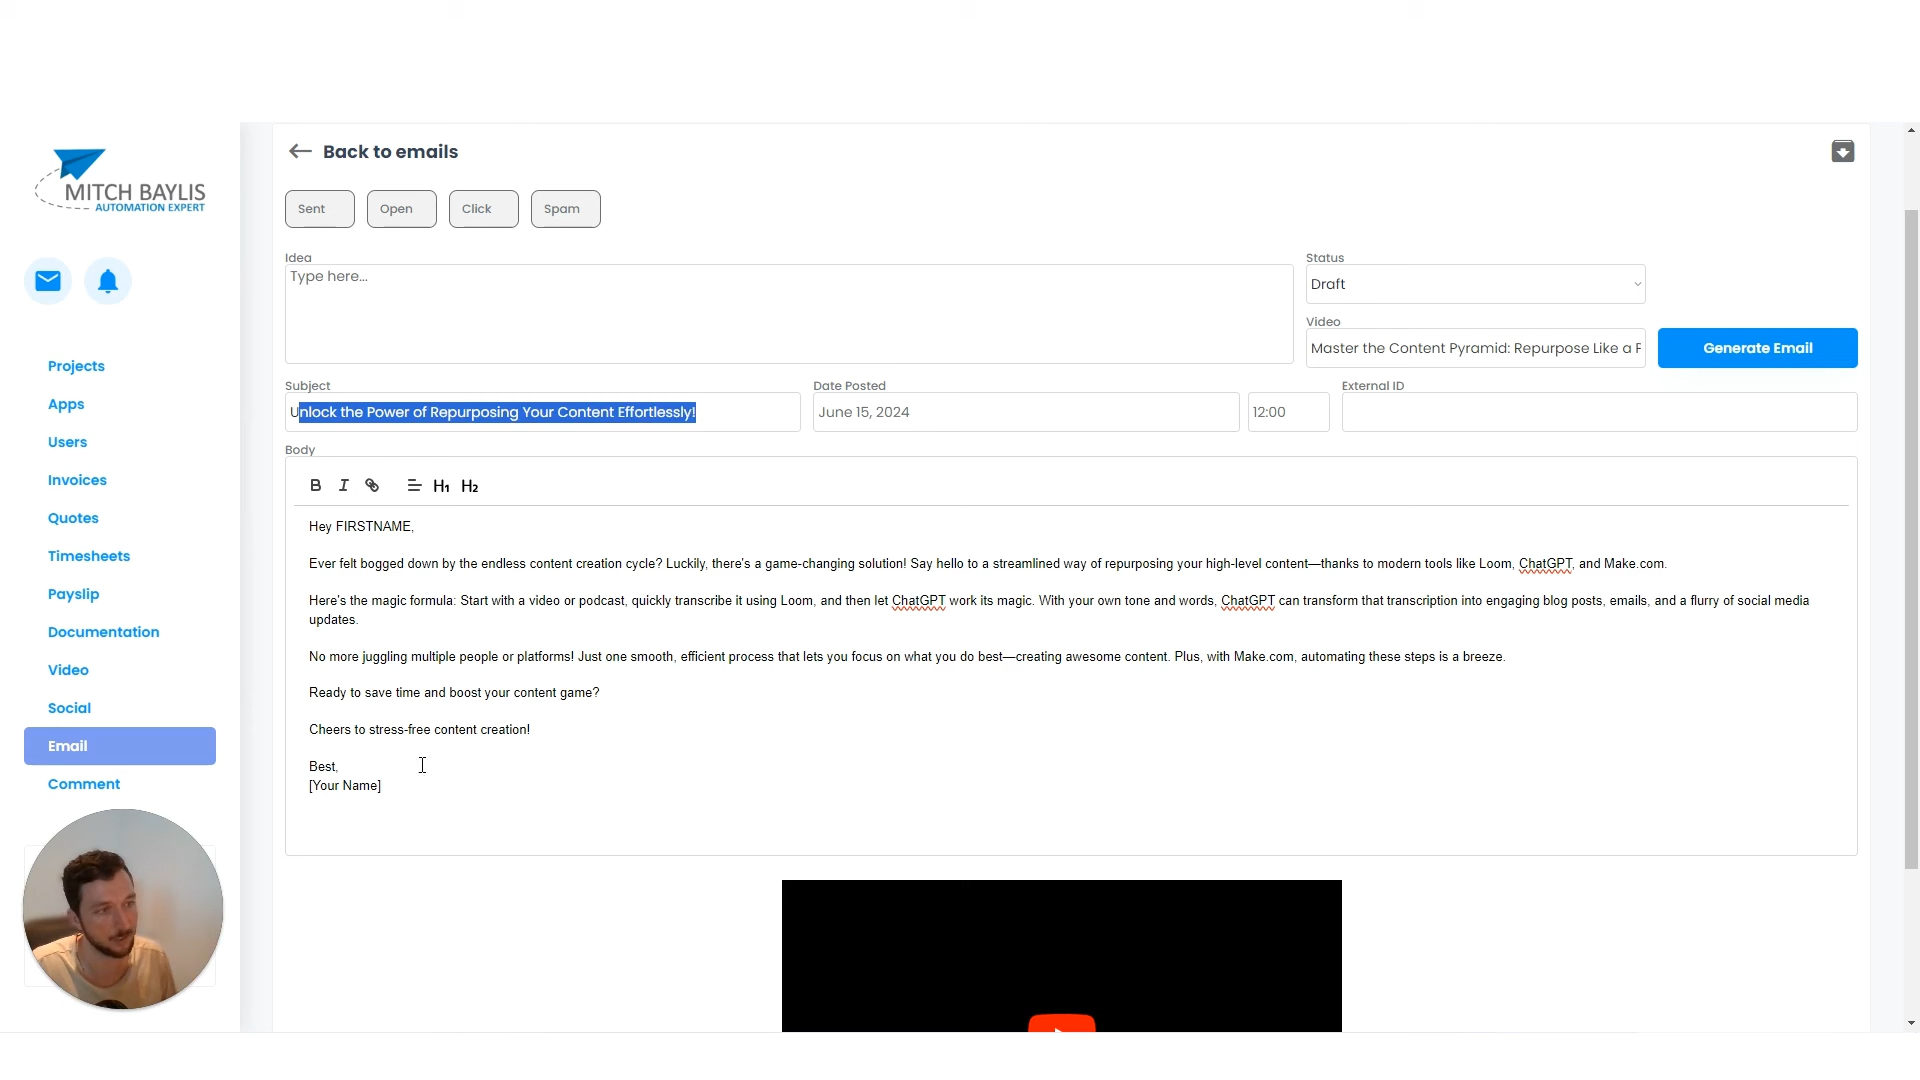 MITCH BAYLIS
AUTOMATION EXPERT
Projects
Apps
Users
Invoices
Quotes
Timesheets
Payslip
Documentation
Video
Social
Email
Comment
Back to emails
Sent
Open
Click
Spam
Idea
Type here...
Status
Draft
Video
Master the Content Pyramid: Repurpose Like a P
Generate Email
Subject
Unlock the Power of Repurposing Your Content Effortlessly!
Date Posted
June 15, 2024
12:00
External ID
Body
B I H1 H2
Hey FIRSTNAME,
Ever felt bogged down by the endless content creation cycle? Luckily, there's a game-changing solution! Say hello to a streamlined way of repurposing your high-level content—thanks to modern tools like Loom, ChatGPT, and Make.com.
Here's the magic formula: Start with a video or podcast, quickly transcribe it using Loom, and then let ChatGPT work its magic. With your own tone and words, ChatGPT can transform that transcription into engaging blog posts, emails, and a flurry of social media
updates.
No more juggling multiple people or platforms! Just one smooth, efficient process that lets you focus on what you do best—creating awesome content. Plus, with Make.com, automating these steps is a breeze.
Ready to save time and boost your content game?
Cheers to stress-free content creation!
Best,
[Your Name]